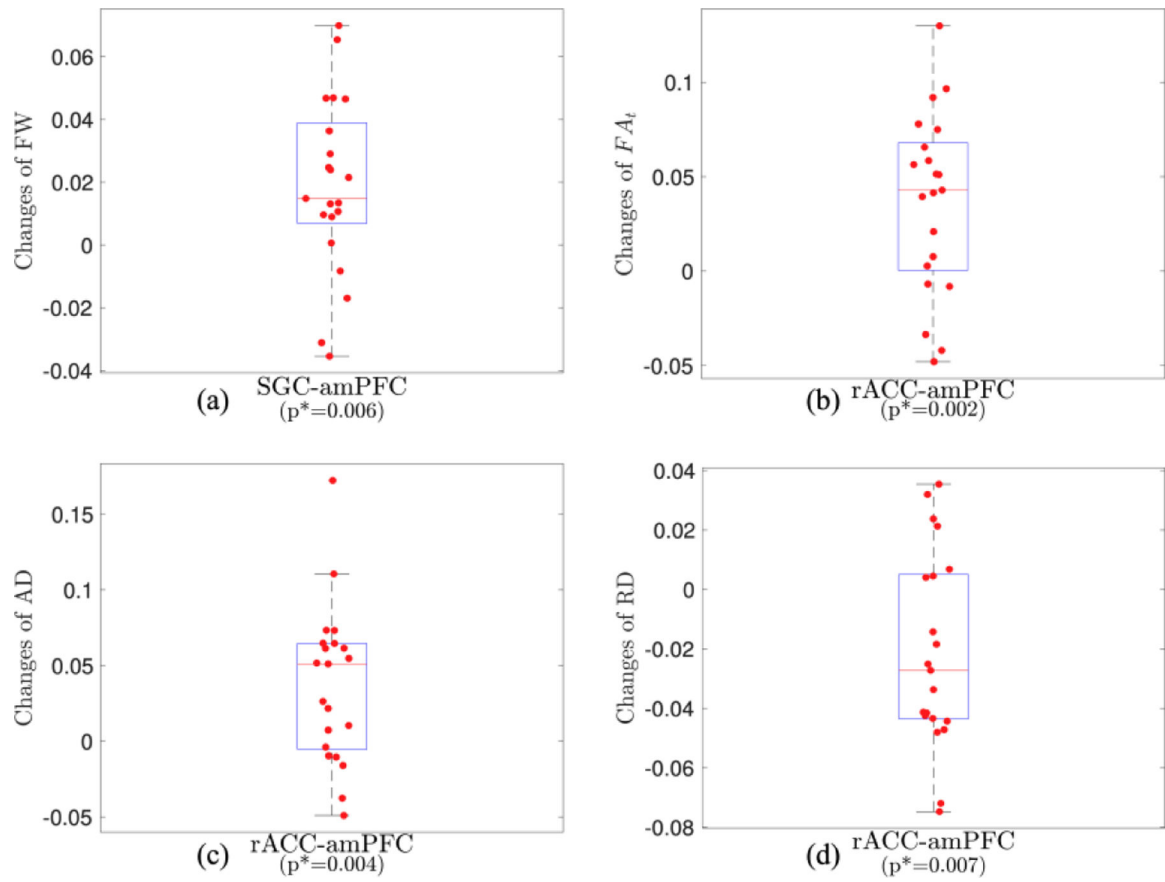 Changes of FW
0.06
0.04
0.02
0
-0.02
-0.04
(a)
SGC-amPFC
(p*=0.006)
Changes of FA_t
0.1
0.05
0
-0.05
(b)
rACC-amPFC
(p*=0.002)
Changes of AD
0.15
0.1
0.05
0
-0.05
(c)
rACC-amPFC
(p*=0.004)
Changes of RD
0.04
0.02
0
-0.02
-0.04
-0.06
-0.08
(d)
rACC-amPFC
(p*=0.007)